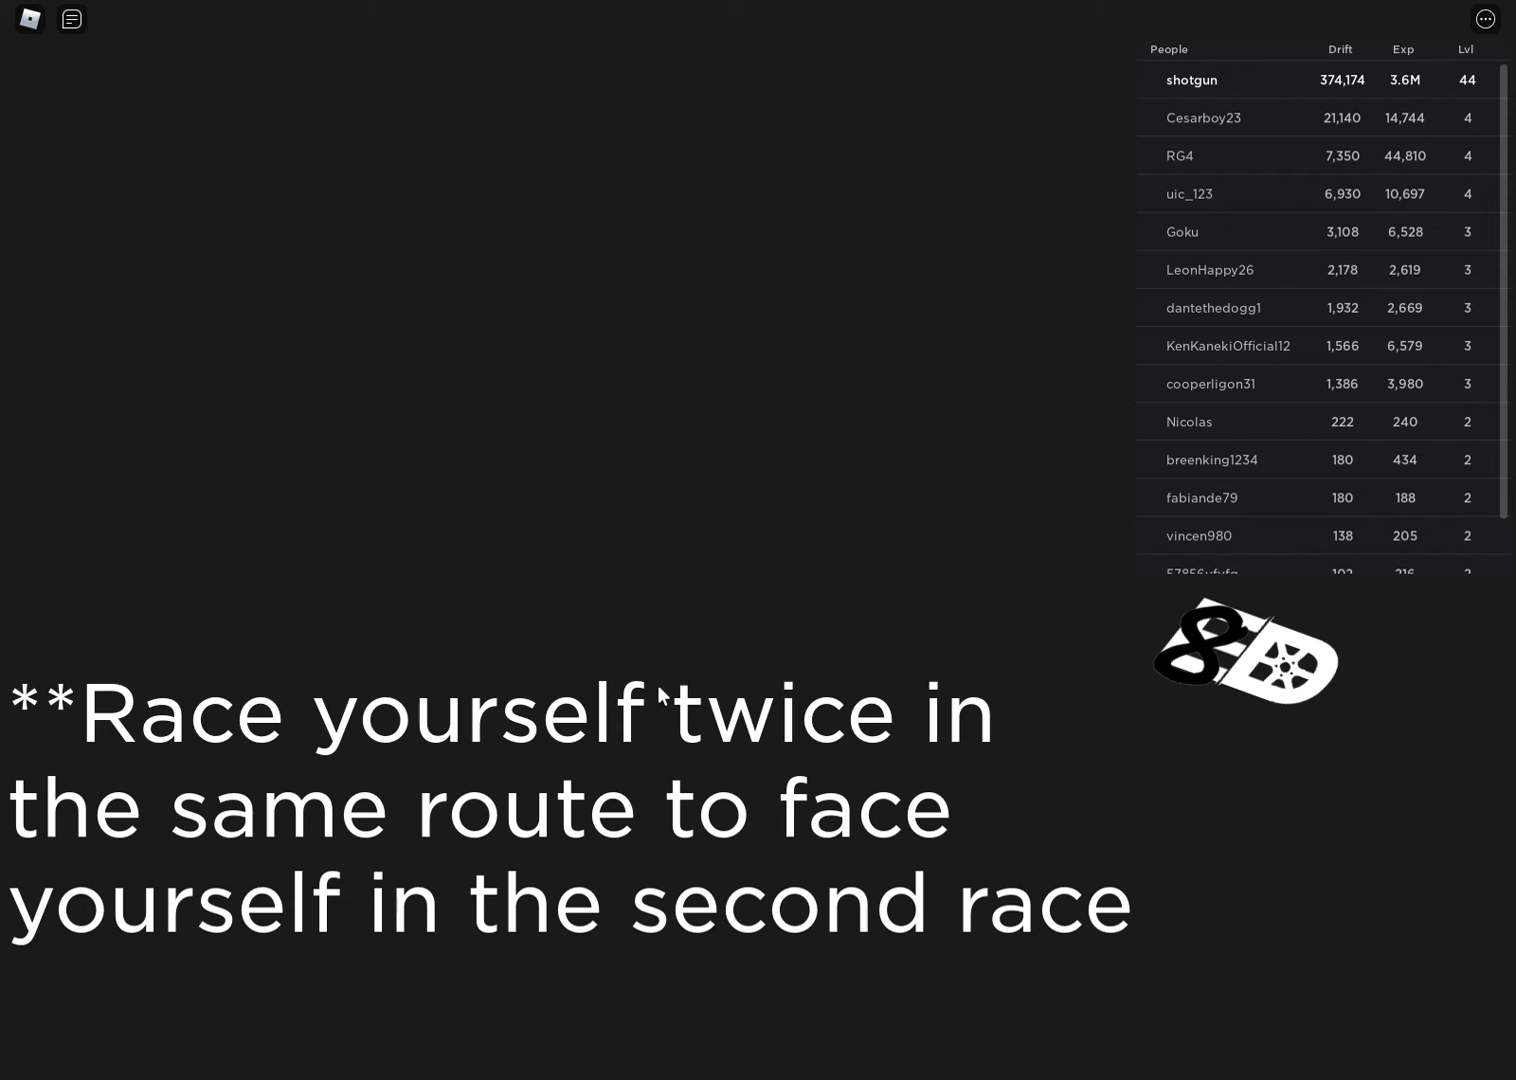 People Drift Exp Lvl
shotgun 374,174 3.6M 44
Cesarboy23 21,140 14,744 4
RG4 7,350 44,810 4
uic_123 6,930 10,697 4
Goku 3,108 6,528 3
LeonHappy26 2,178 2,619 3
dantethedogg1 1,932 2,669 3
KenKanekiOfficial12 1,566 6,579 3
cooperligon31 1,386 3,980 3
Nicolas 222 240 2
breenking1234 180 434 2
fabiande79 180 188 2
vincen980 138 205 2
8
**Race yourself twice in
the same route to face
yourself in the second race